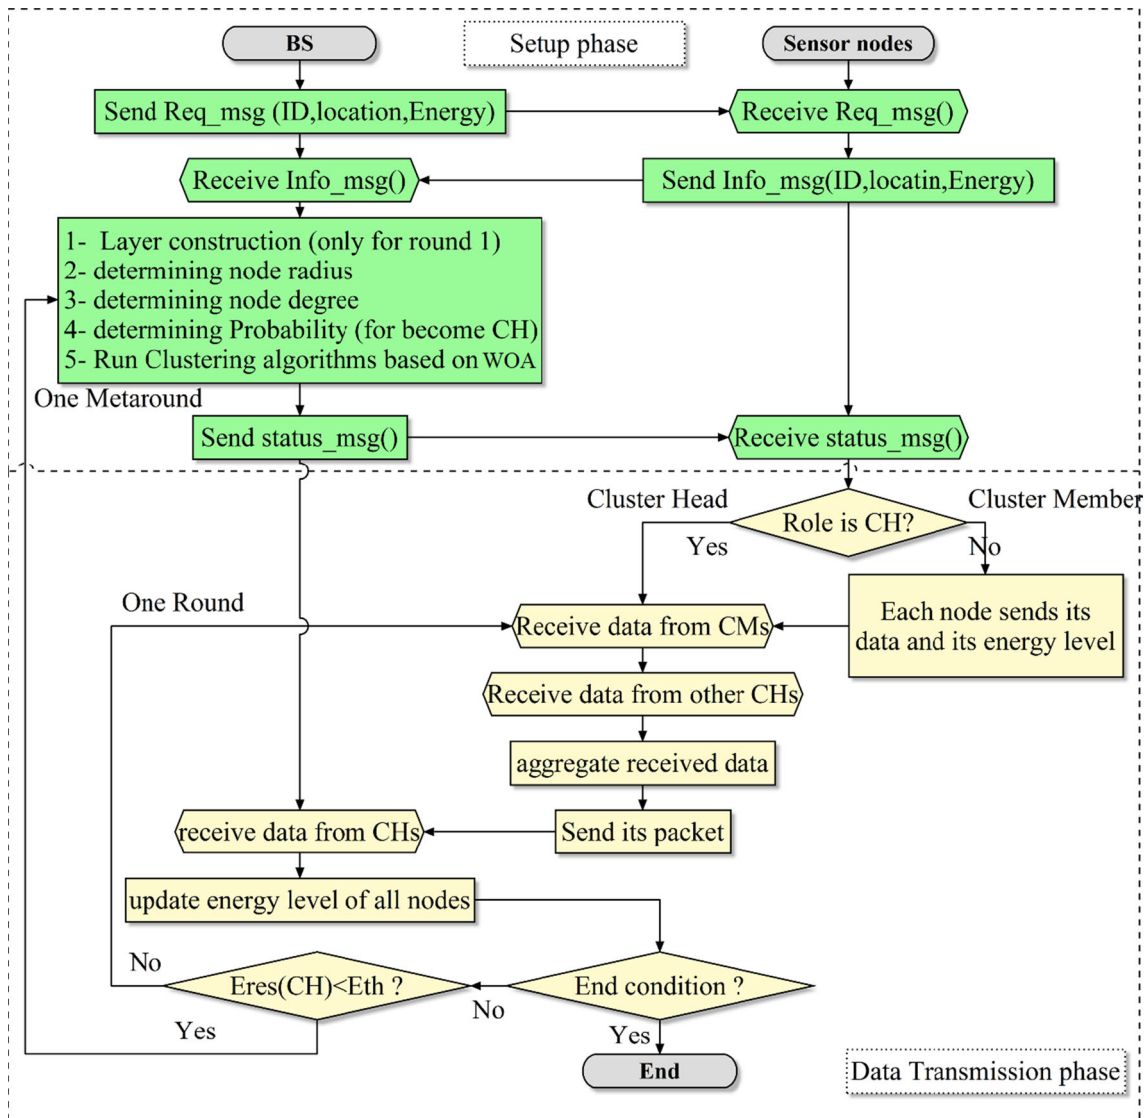 BS
Setup phase
Sensor nodes
Send Req_msg (ID,location,Energy)
Receive Req_msg()
Receive Info_msg()
Send Info_msg(ID,locatin,Energy)
1- Layer construction (only for round 1)
2- determining node radius
3- determining node degree
4- determining Probability (for become CH)
5- Run Clustering algorithms based on WOA
One Metaround
Send status_msg()
Receive status_msg()
Cluster Head
Cluster Member
Role is CH?
Yes
No
One Round
Receive data from CMs
Each node sends its
data and its energy level
Receive data from other CHs
aggregate received data
receive data from CHs
Send its packet
update energy level of all nodes
No
Eres(CH)<Eth ?
End condition ?
No
Yes
Yes
End
Data Transmission phase